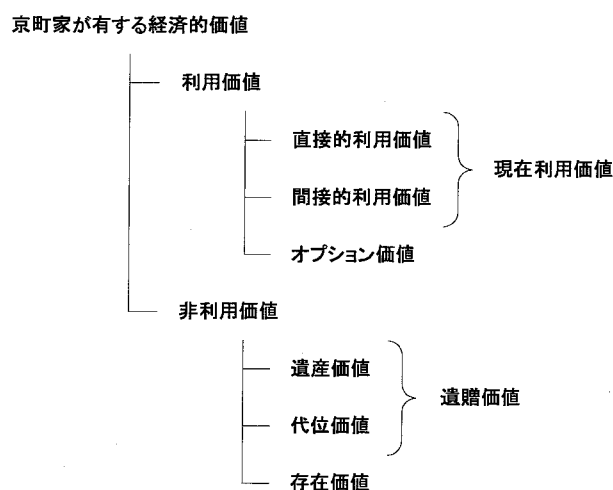 京町家が有する経済的価値
利用価値
直接的利用価値
間接的利用価値
現在利用価値
オプション価値
非利用価値
遺産価値
代位価値
遺贈価値
存在価値